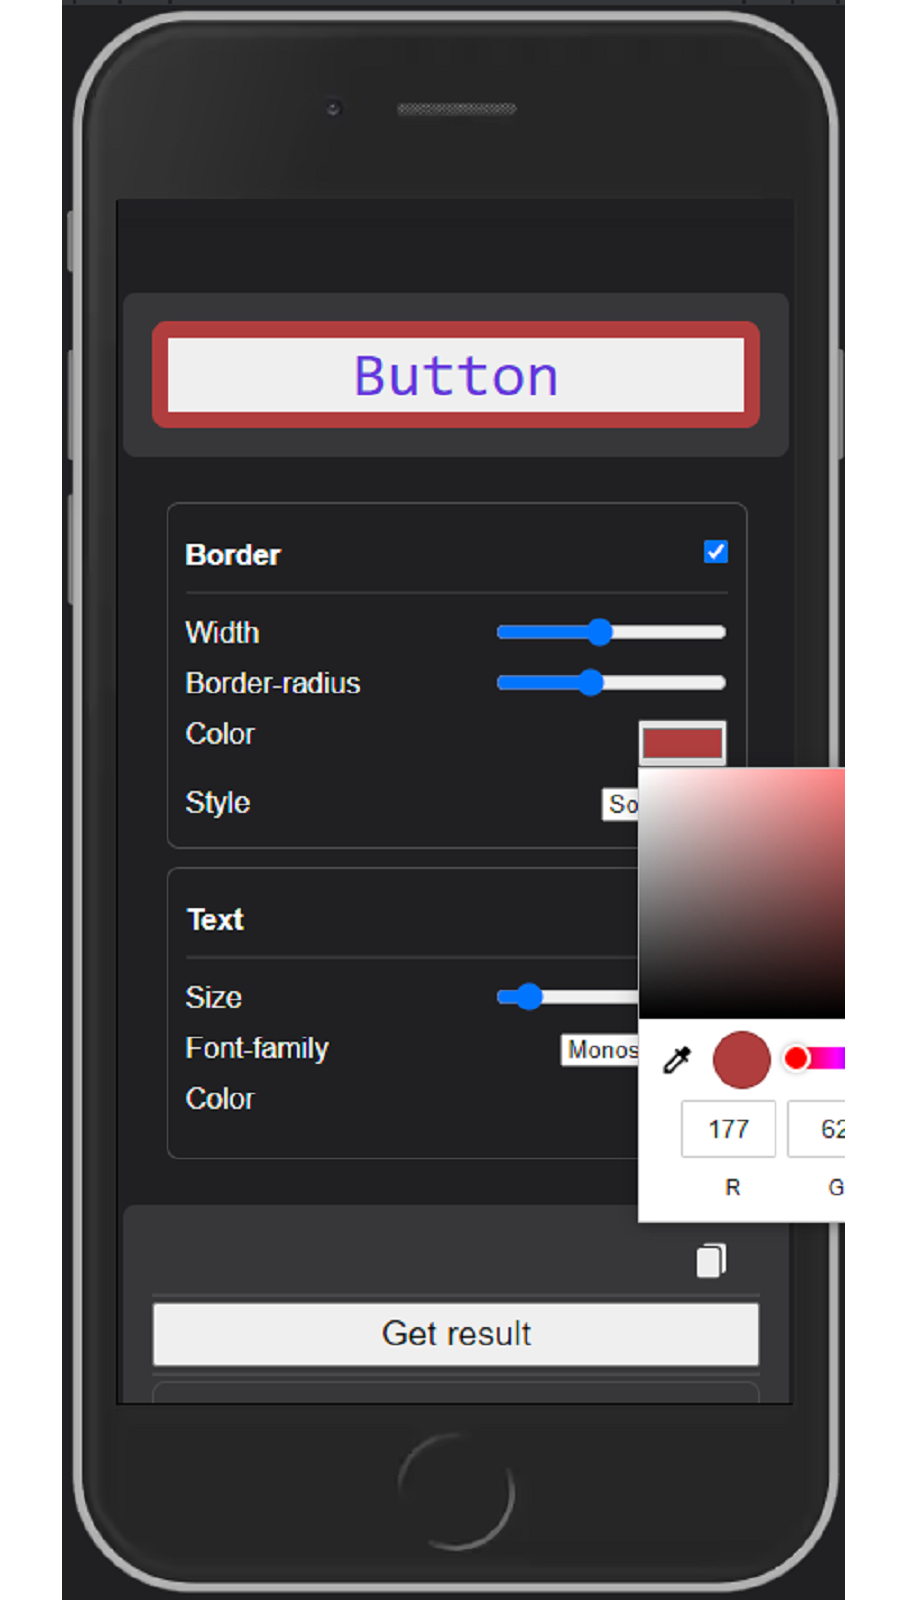 Button
Border
Width
Border-radius
Color
Style So
Text
Size
Font-family Monos
Color
177 62
R G
Get result